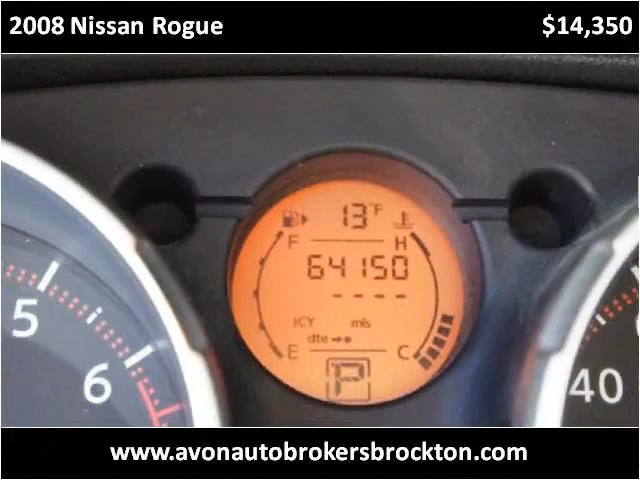 2008 Nissan Rogue $14,350
13°F
F H
64150
----
ICY mls
dte
E C
P
5
6
40
www.avonautobrokersbrockton.com